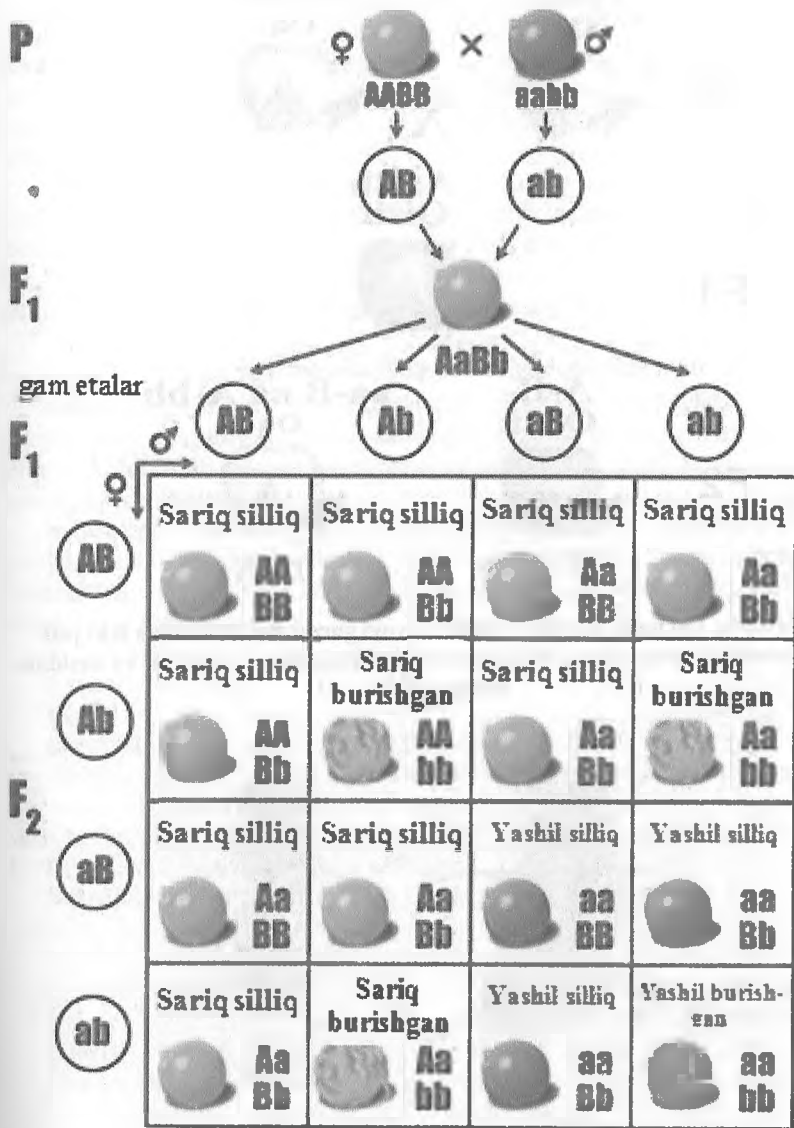 P
♀ × ♂
AABB aabb
AB ab
F1
AaBb
gam etalar
AB Ab aB ab
F1
♂
♀
AB
Sariq silliq Sariq silliq Sariq silliq Sariq silliq
AA AA Aa Aa
BB Bb BB Bb
Ab
Sariq silliq Sariq Sariq silliq Sariq
burishgan burishgan
AA AA Aa Aa
Bb bb Bb bb
F2
aB
Sariq silliq Sariq silliq Yashil silliq Yashil silliq
Aa Aa aa aa
BB Bb BB Bb
ab
Sariq silliq Sariq Yashil silliq Yashil burish-
burishgan gan
Aa Aa aa aa
Bb bb Bb bb